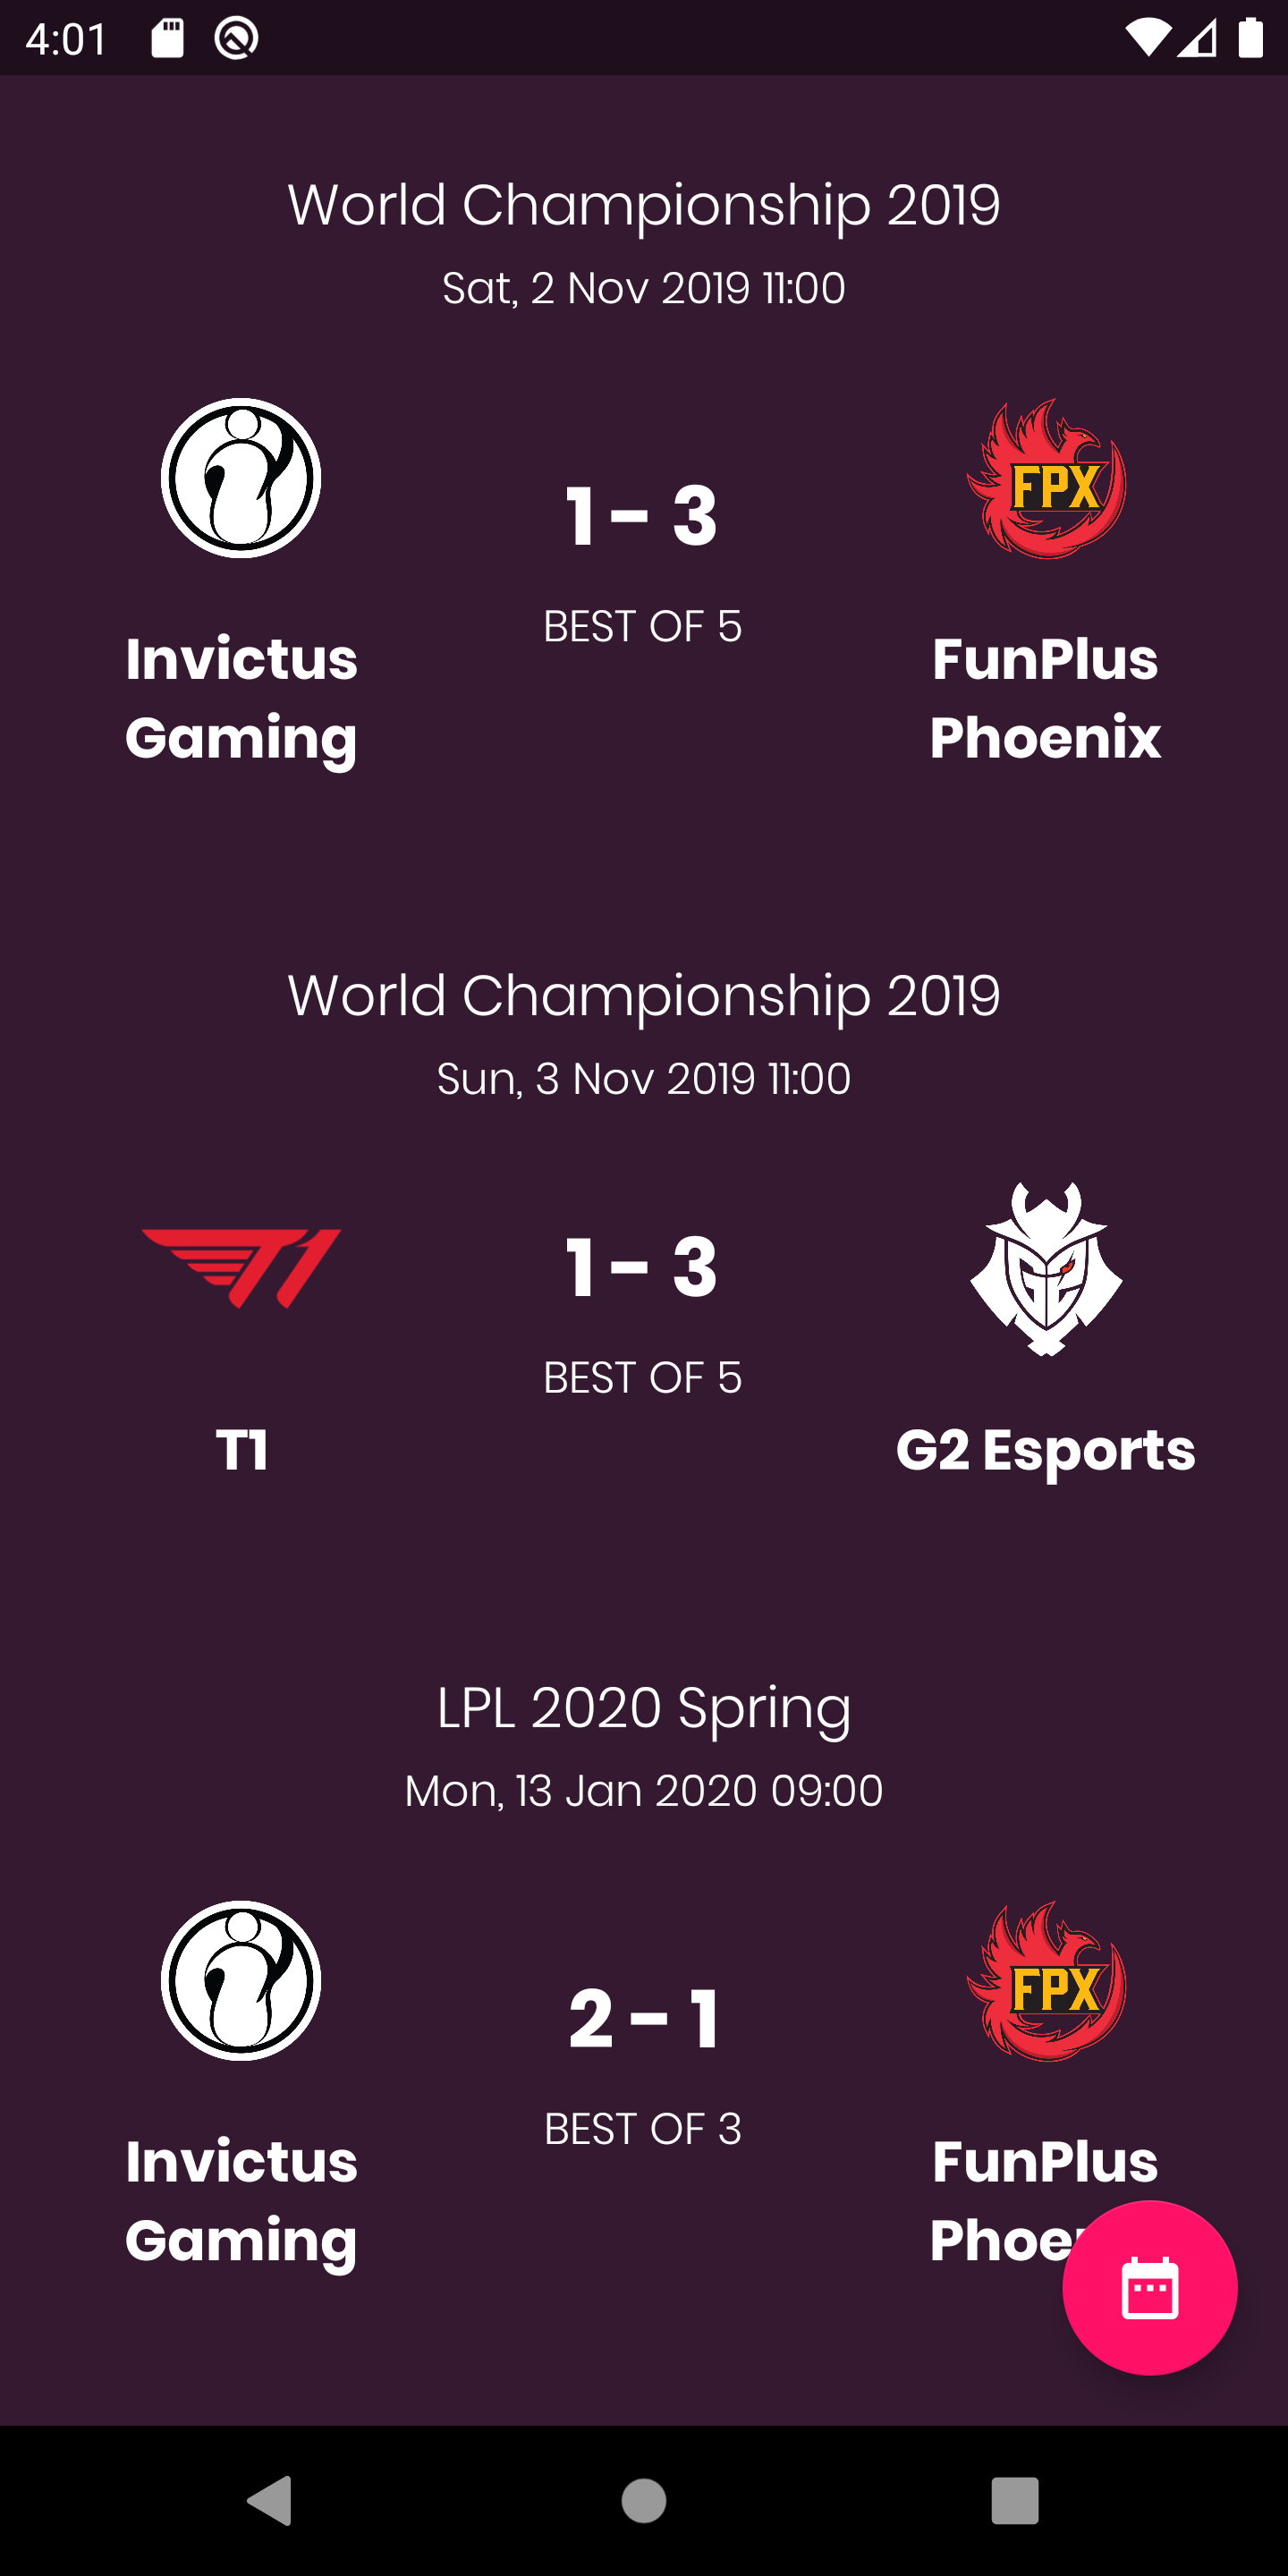 4:01
World Championship 2019
Sat, 2 Nov 2019 11:00
1 - 3
FPX
BEST OF 5
Invictus
Gaming
FunPlus
Phoenix
World Championship 2019
Sun, 3 Nov 2019 11:00
T1
1 - 3
G2
BEST OF 5
T1
G2 Esports
LPL 2020 Spring
Mon, 13 Jan 2020 09:00
2 - 1
FPX
BEST OF 3
Invictus
Gaming
FunPlus